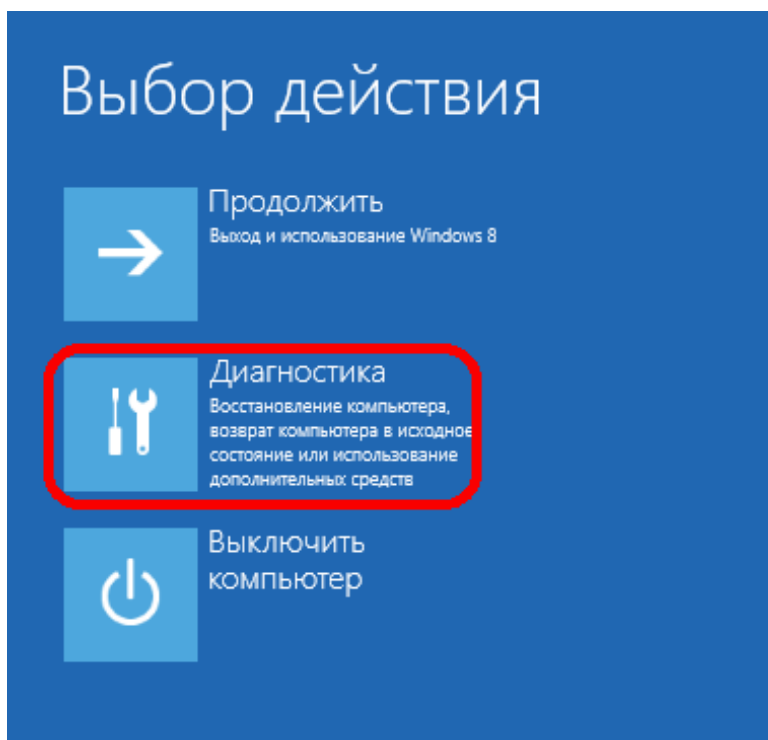 Выбор действия
Продолжить
Выход и использование Windows 8
Диагностика
Восстановление компьютера,
возврат компьютера в исходное
состояние или использование
дополнительных средств
Выключить
компьютер